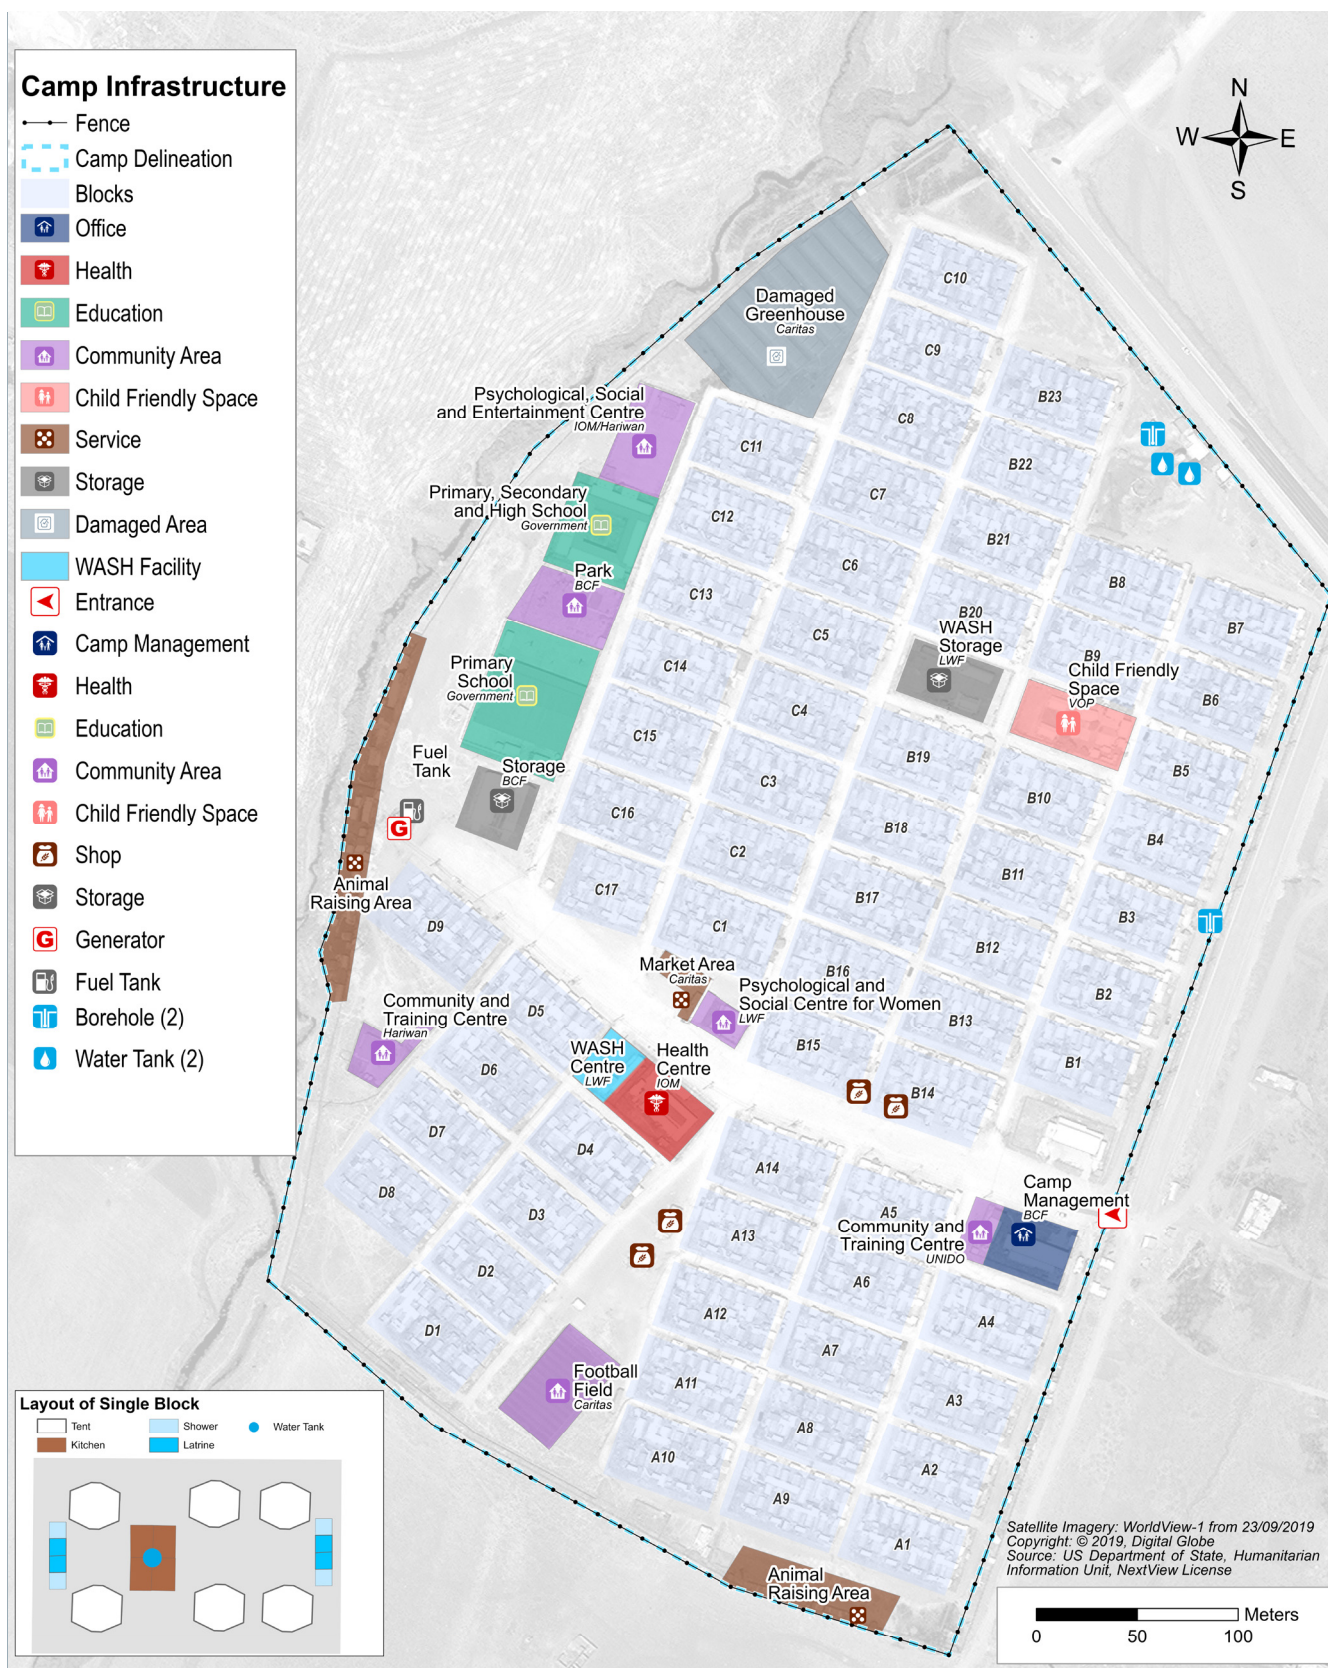 Camp Infrastructure
Fence
Camp Delineation
Blocks
Office
Health
Education
Community Area
Child Friendly Space
Service
Storage
Damaged Area
WASH Facility
Entrance
Camp Management
Health
Education
Community Area
Child Friendly Space
Shop
Storage
G Generator
Fuel Tank
Borehole (2)
Water Tank (2)
N
W E
S
C10
Damaged
Greenhouse
Caritas
C9
B23
Psychological, Social
and Entertainment Centre
IOM/Hariwan
C8
C11
B22
Primary, Secondary
and High School
Government
C7
C12
B21
Park
BCF
C6
B8
C13
B20
B7
WASH
Storage
LWF
C5
B9
Child Friendly
Space
VOP
Primary
School
Government
C14
B6
C4
C15
Fuel
Tank
Storage
BCF
B19
B5
C3
B10
C16
G
B18
B4
C2
B11
Animal
Raising Area
C17
B17
B3
D9
C1
B12
Market Area
Caritas
B16
Psychological and
Social Centre for Women
LWF
B2
Community and
Training Centre
Hariwan
D5
B13
WASH
Centre
LWF
Health
Centre
IOM
B15
B1
D6
B14
D7
D4
A14
D8
Camp
Management
BCF
D3
A5
Community and
Training Centre
UNIDO
A13
D2
A6
A12
A4
D1
A7
Football
Field
Caritas
A11
A3
A8
A10
A2
A9
A1
Animal
Raising Area
Layout of Single Block
Tent Shower Water Tank
Kitchen Latrine
Satellite Imagery: WorldView-1 from 23/09/2019
Copyright: © 2019, Digital Globe
Source: US Department of State, Humanitarian
Information Unit, NextView License
Meters
0 50 100